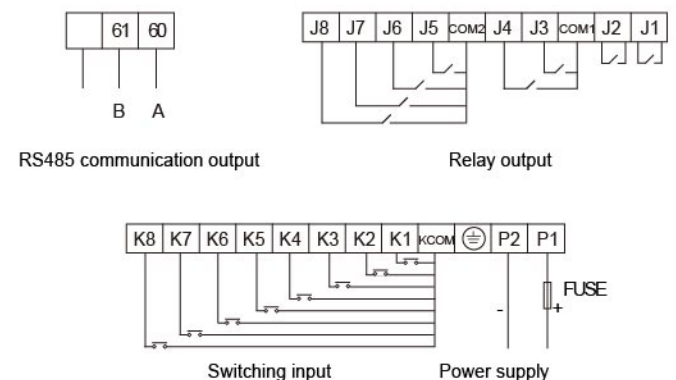 61 60
B A
RS485 communication output
J8 J7 J6 J5 COM2 J4 J3 COM1 J2 J1
Relay output
K8 K7 K6 K5 K4 K3 K2 K1 KCOM P2 P1
FUSE
- +
Switching input
Power supply